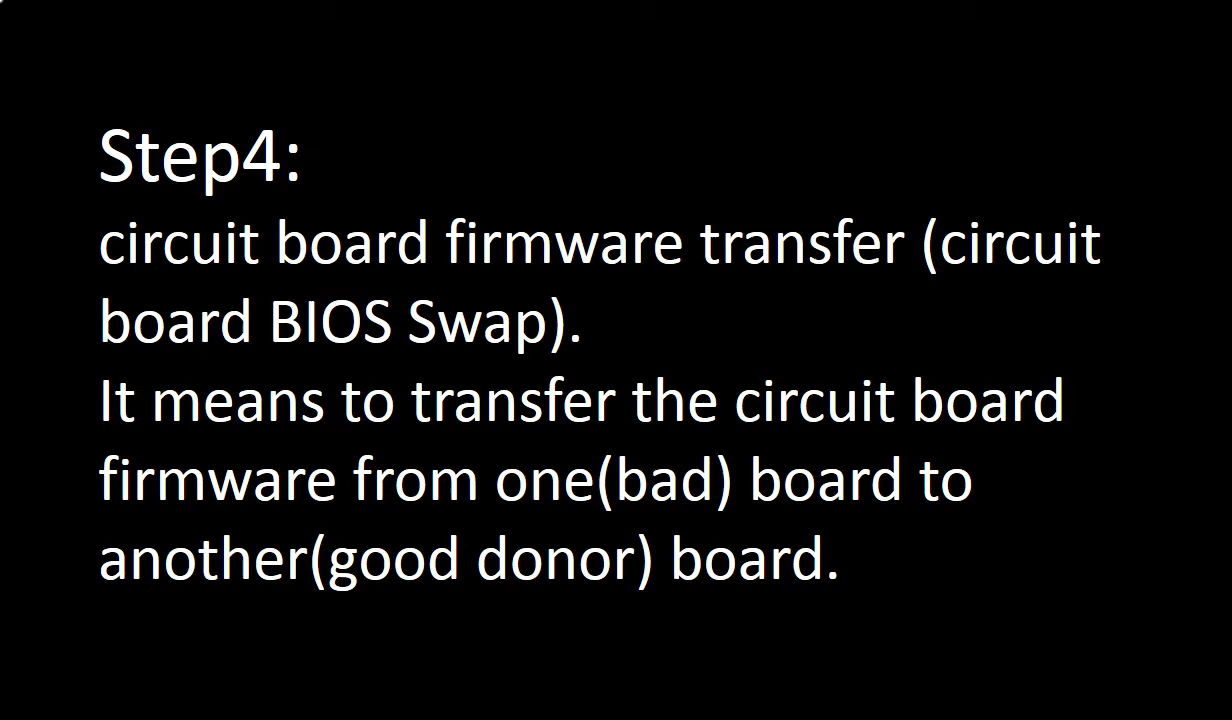 Step4:
circuit board firmware transfer (circuit
board BIOS Swap).
It means to transfer the circuit board
firmware from one(bad) board to
another(good donor) board.